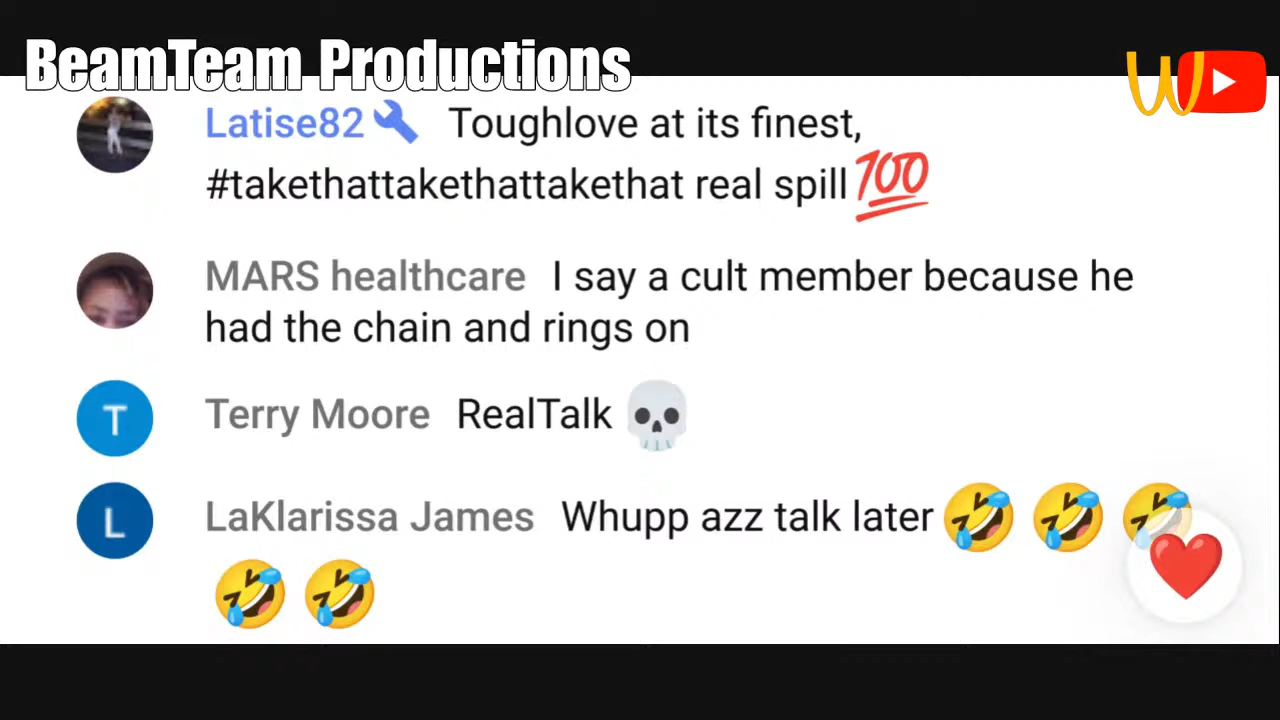 BeamTeam Productions
Latise82 Toughlove at its finest,
#takethattakethattakethat real spill💯
MARS healthcare I say a cult member because he
had the chain and rings on
T
Terry Moore RealTalk 💀
L
LaKlarissa James Whupp azz talk later 🤣 🤣 🤣
🤣 🤣